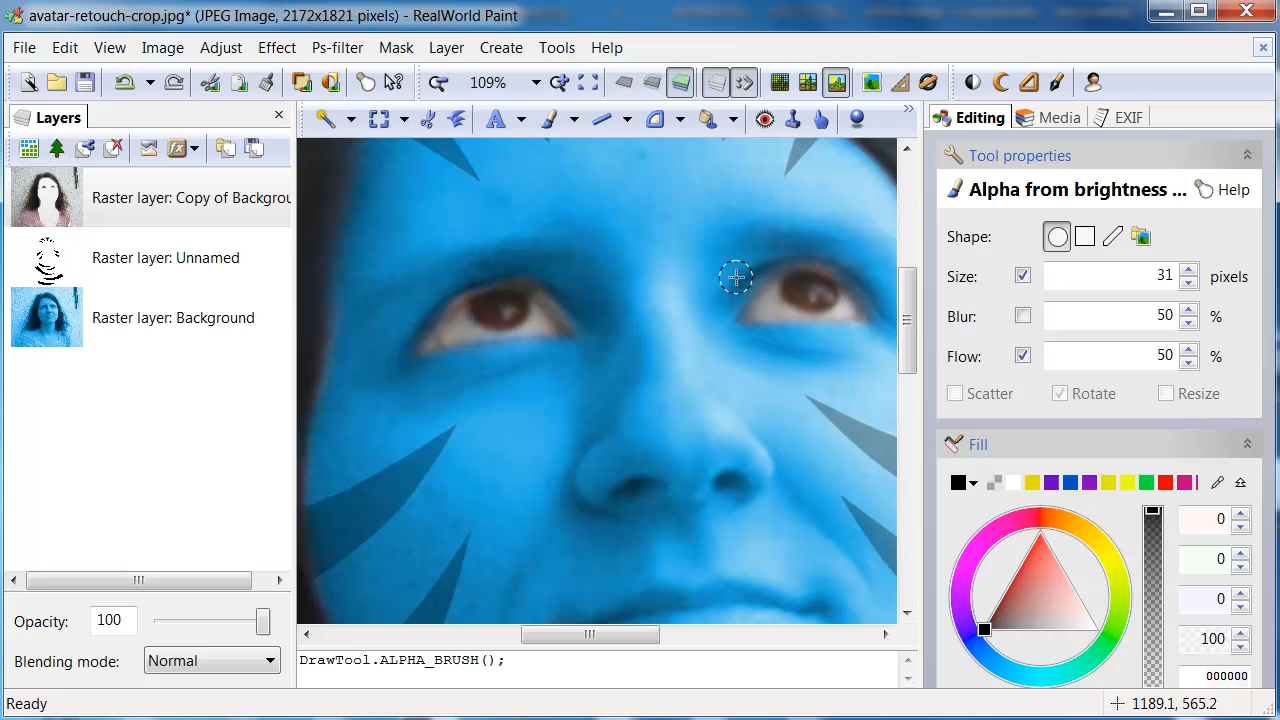 avatar-retouch-crop.jpg* (JPEG Image, 2172x1821 pixels) - RealWorld Paint
File Edit View Image Adjust Effect Ps-filter Mask Layer Create Tools Help
109%
Layers
Editing Media EXIF
Tool properties
Alpha from brightness ... Help
Raster layer: Copy of Backgrou
Shape:
Raster layer: Unnamed
Size: 31 pixels
Raster layer: Background
Blur: 50 %
Flow: 50 %
Scatter Rotate Resize
Fill
0
0
0
Opacity: 100
100
Blending mode: Normal
DrawTool.ALPHA_BRUSH();
000000
Ready
1189.1, 565.2